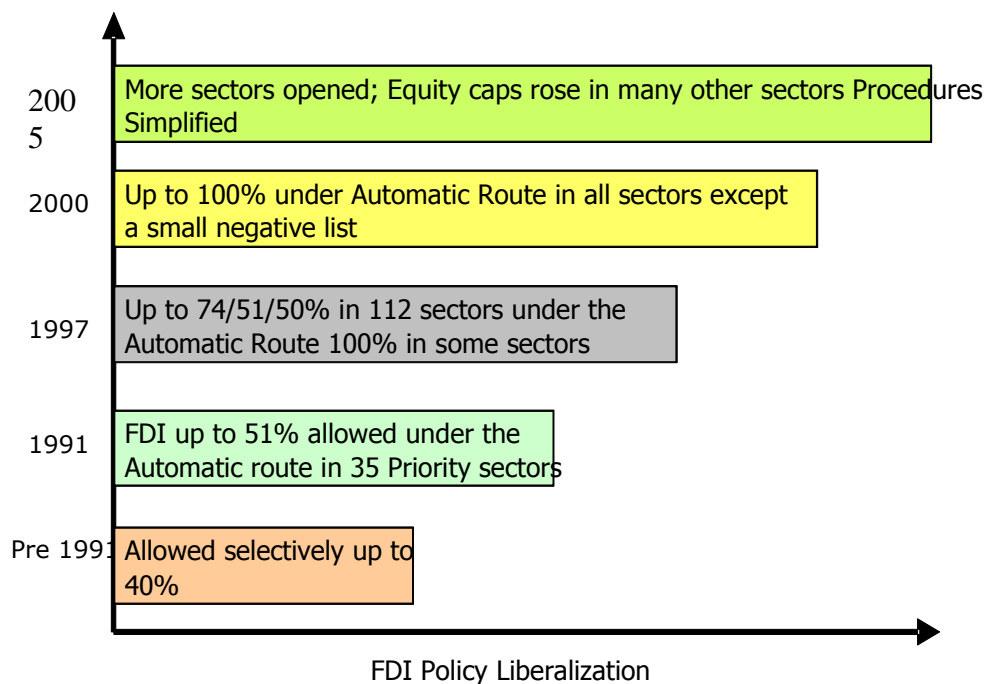 200
5
More sectors opened; Equity caps rose in many other sectors Procedures
Simplified
2000
Up to 100% under Automatic Route in all sectors except
a small negative list
1997
Up to 74/51/50% in 112 sectors under the
Automatic Route 100% in some sectors
1991
FDI up to 51% allowed under the
Automatic route in 35 Priority sectors
Pre 1991
Allowed selectively up to
40%
FDI Policy Liberalization